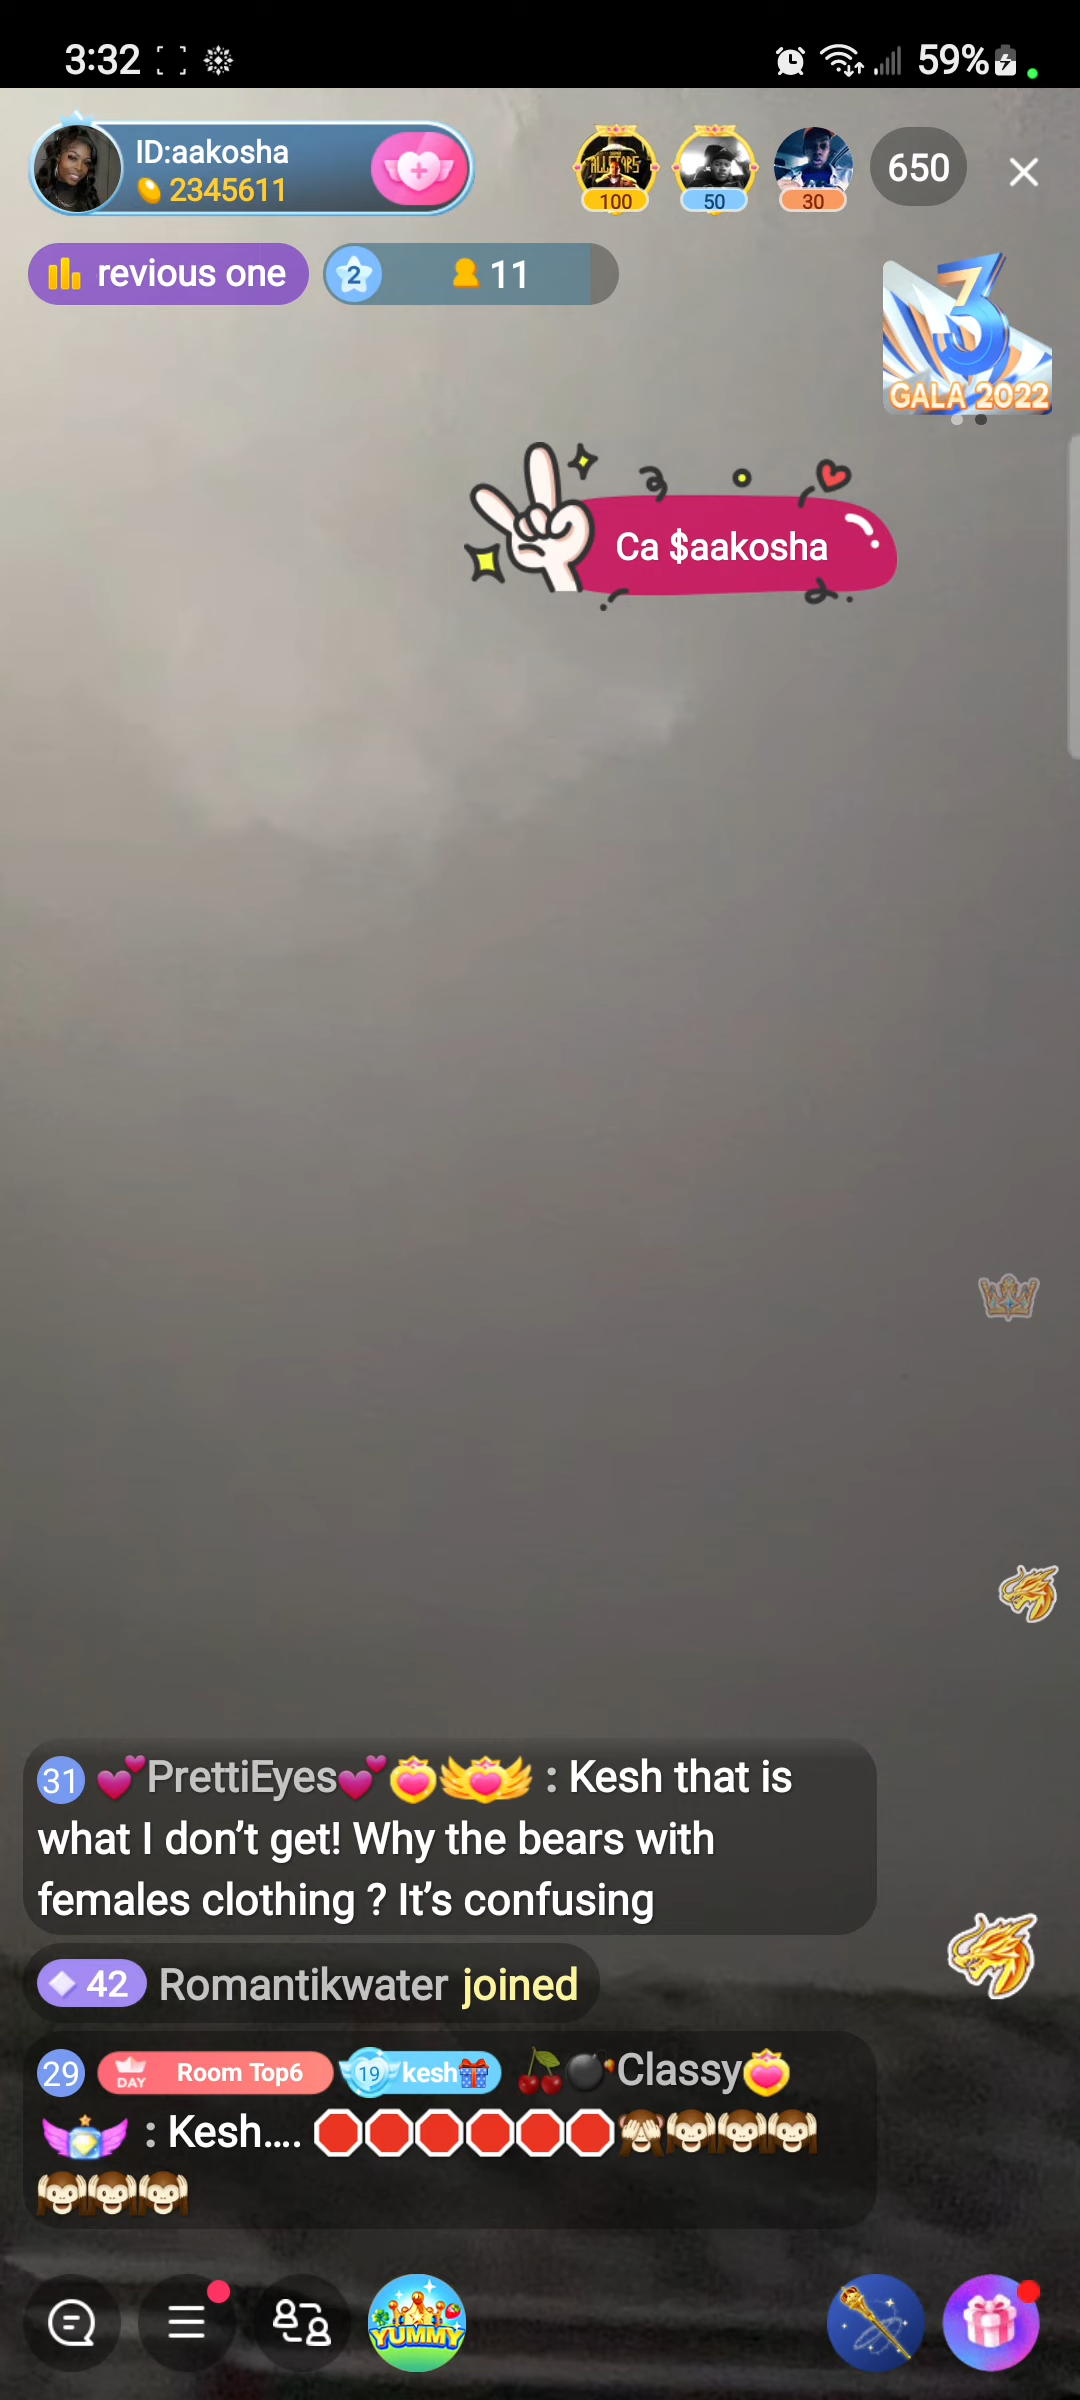 3:32
59%
ID:aakosha
2345611
100
50
30
650
revious one
2
11
3
GALA 2022
Ca $aakosha
31 💕PrettiEyes💕 : Kesh that is
what I don’t get! Why the bears with
females clothing ? It’s confusing
42 Romantikwater joined
29 DAY Room Top6 19 kesh🎁 🍒💣Classy
: Kesh.... 🛑🛑🛑🛑🛑🛑🙈🙉🙉🙉
🙉🙉🙉
YUMMY